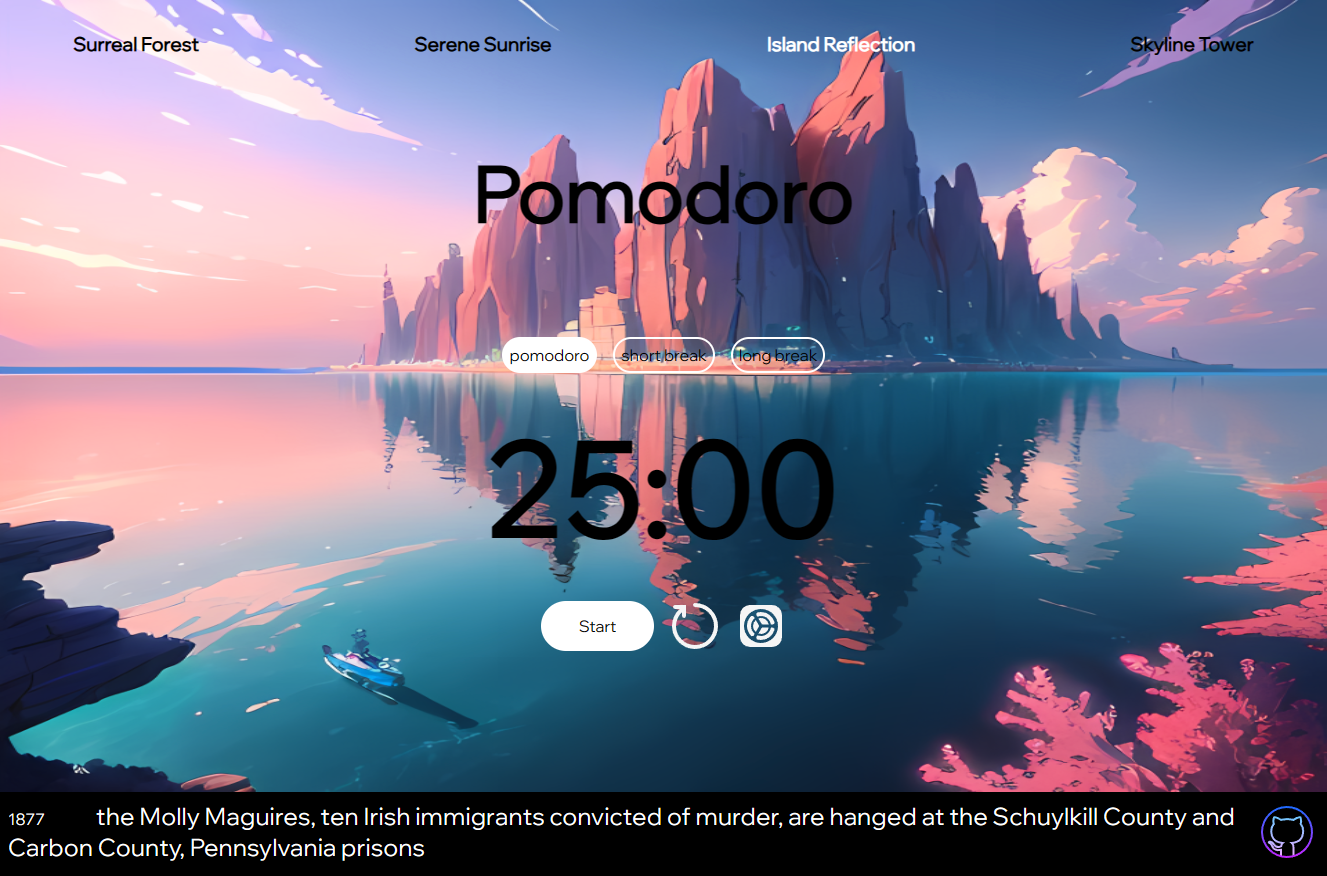 Surreal Forest Serene Sunrise Island Reflection Skyline Tower
Pomodoro
pomodoro short break long break
25:00
Start
1877 the Molly Maguires, ten Irish immigrants convicted of murder, are hanged at the Schuylkill County and
Carbon County, Pennsylvania prisons